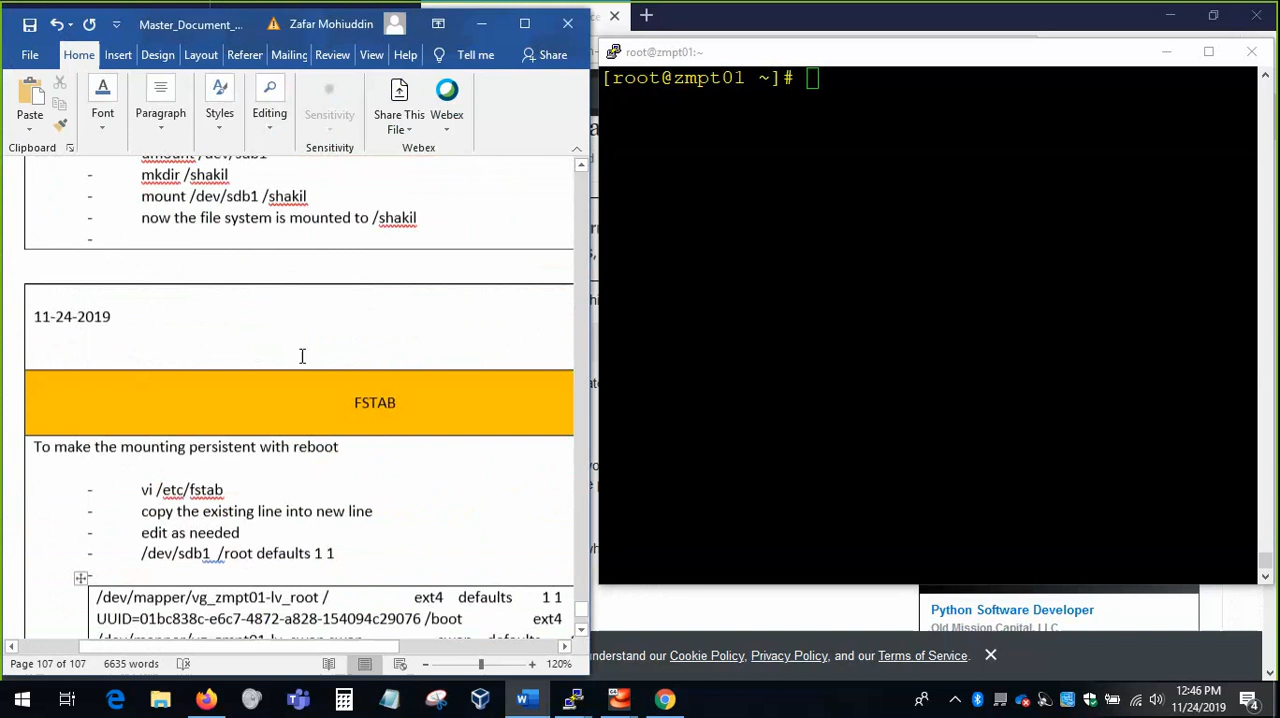 Master_Document_...
Zafar Mohiuddin
File Home Insert Design Layout Referer Mailing Review View Help Tell me Share
Paste
Font
Paragraph
Styles
Editing
Sensitivity
Share This File
Webex
Clipboard
Sensitivity
Webex
- mkdir /shakil
- mount /dev/sdb1 /shakil
- now the file system is mounted to /shakil
-
11-24-2019
FSTAB
To make the mounting persistent with reboot
- vi /etc/fstab
- copy the existing line into new line
- edit as needed
- /dev/sdb1 /root defaults 1 1
-
/dev/mapper/vg_zmpt01-lv_root / ext4 defaults 1 1
UUID=01bc838c-e6c7-4872-a828-154094c29076 /boot ext4
Page 107 of 107 6635 words 120%
root@zmpt01:~
[root@zmpt01 ~]#
Python Software Developer
Old Mission Capital, LLC
understand our Cookie Policy, Privacy Policy, and our Terms of Service.
12:46 PM
11/24/2019
4